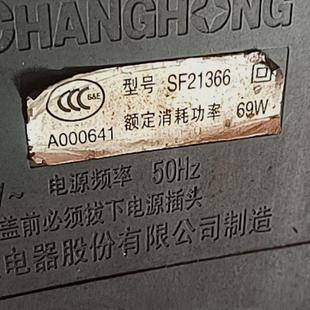 CHANGHONG
CCC S&E 型号 SF21366
A000641 额定消耗功率 69W
~ 电源频率 50Hz
盖前必须拔下电源插头
电器股份有限公司制造